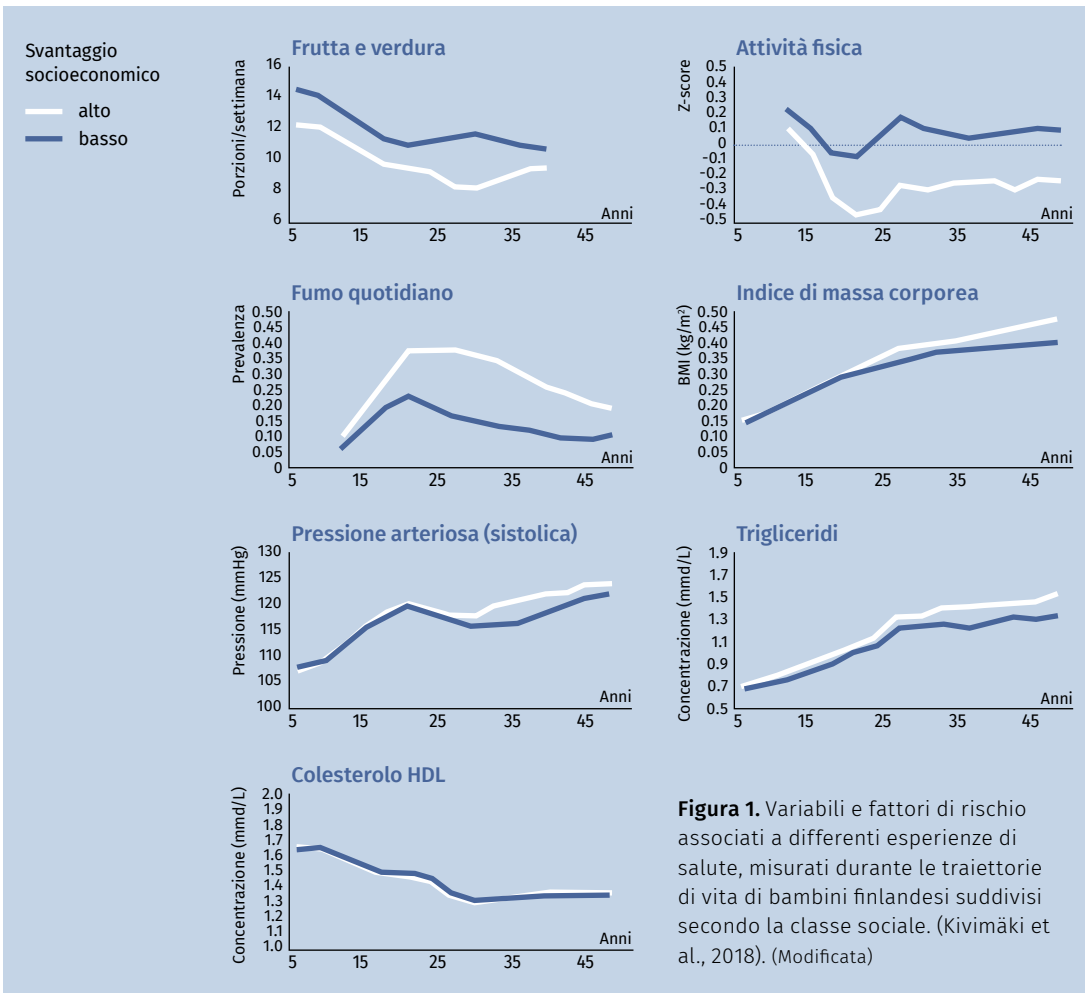 Svantaggio
socioeconomico
alto
basso
Frutta e verdura
Porzioni/settimana
16
14
12
10
8
6
Anni
5 15 25 35 45
Attività fisica
Z-score
0.5
0.4
0.3
0.2
0.1
0
-0.1
-0.2
-0.3
-0.4
-0.5
Anni
5 15 25 35 45
Fumo quotidiano
Prevalenza
0.50
0.45
0.40
0.35
0.30
0.25
0.20
0.15
0.10
0.05
0
Anni
5 15 25 35 45
Indice di massa corporea
BMI (kg/m²)
0.50
0.45
0.40
0.35
0.30
0.25
0.20
0.15
0.10
0.05
0
Anni
5 15 25 35 45
Pressione arteriosa (sistolica)
Pressione (mmHg)
130
125
120
115
110
105
100
Anni
5 15 25 35 45
Trigliceridi
Concentrazione (mmd/L)
1.9
1.7
1.5
1.3
1.1
0.9
0.7
0.5
Anni
5 15 25 35 45
Colesterolo HDL
Concentrazione (mmd/L)
2.0
1.9
1.8
1.7
1.6
1.5
1.4
1.3
1.2
1.1
1.0
Anni
5 15 25 35 45
Figura 1. Variabili e fattori di rischio
associati a differenti esperienze di
salute, misurati durante le traiettorie
di vita di bambini finlandesi suddivisi
secondo la classe sociale. (Kivimäki et
al., 2018). (Modificata)